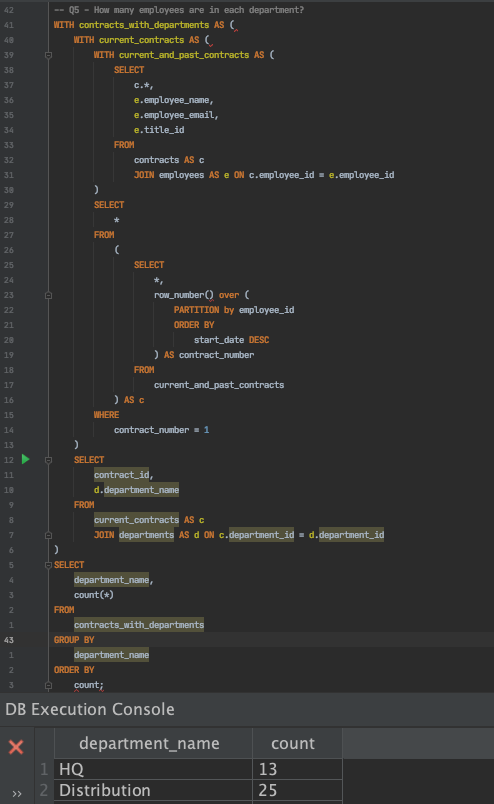 42 -- Q5 - How many employees are in each department?
41 WITH contracts_with_departments AS (
40 WITH current_contracts AS (
39 WITH current_and_past_contracts AS (
38 SELECT
37 c.*,
36 e.employee_name,
35 e.employee_email,
34 e.title_id
33 FROM
32 contracts AS c
31 JOIN employees AS e ON c.employee_id = e.employee_id
30 )
29 SELECT
28 *
27 FROM
26 (
25 SELECT
24 *,
23 row_number() over (
22 PARTITION by employee_id
21 ORDER BY
20 start_date DESC
19 ) AS contract_number
18 FROM
17 current_and_past_contracts
16 ) AS c
15 WHERE
14 contract_number = 1
13 )
12 SELECT
11 contract_id,
10 d.department_name
9 FROM
8 current_contracts AS c
7 JOIN departments AS d ON c.department_id = d.department_id
6 )
5 SELECT
4 department_name,
3 count(*)
2 FROM
1 contracts_with_departments
43 GROUP BY
1 department_name
2 ORDER BY
3 count;
DB Execution Console
department_name count
1 HQ 13
2 Distribution 25